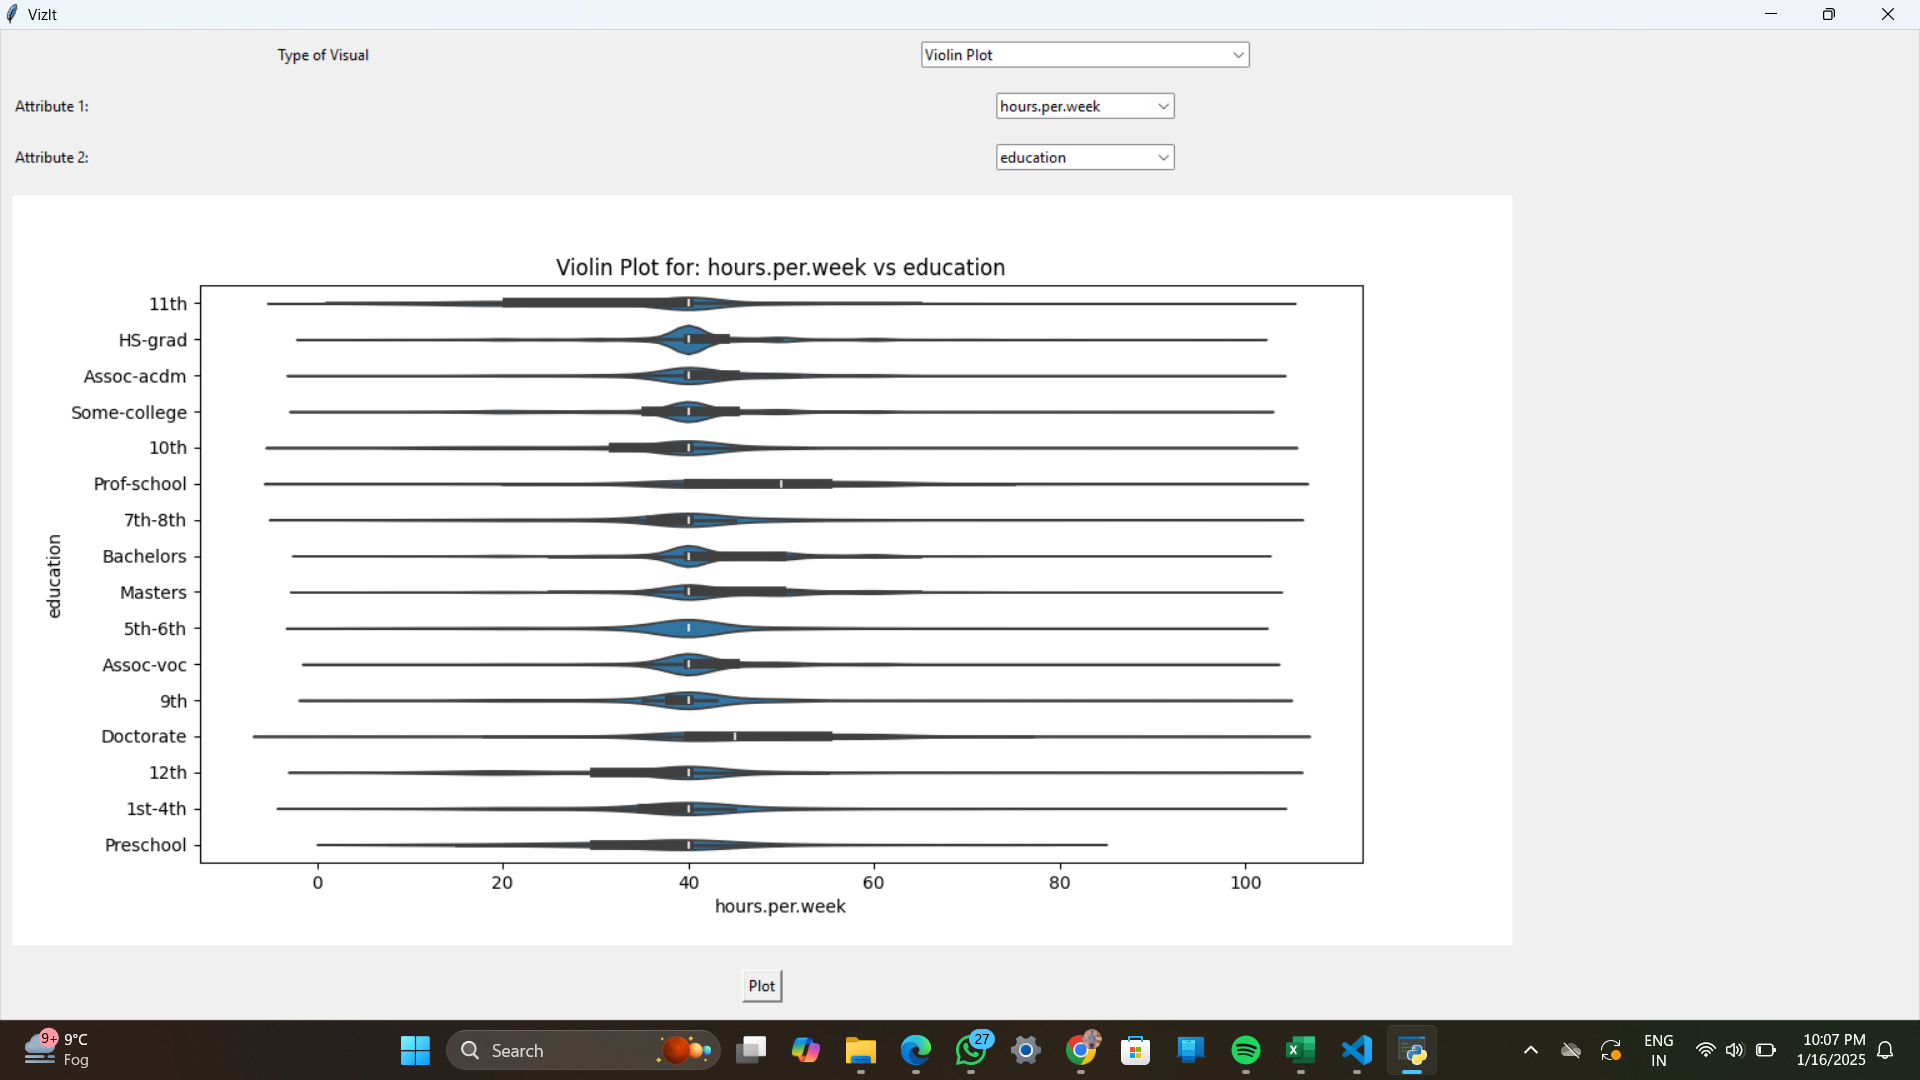 VizIt
Type of Visual
Violin Plot
Attribute 1:
hours.per.week
Attribute 2:
education
Violin Plot for: hours.per.week vs education
11th
HS-grad
Assoc-acdm
Some-college
10th
Prof-school
7th-8th
Bachelors
Masters
5th-6th
Assoc-voc
9th
Doctorate
12th
1st-4th
Preschool
education
0 20 40 60 80 100
hours.per.week
Plot
9+
9°C
Fog
Search
27
ENG
IN
10:07 PM
1/16/2025